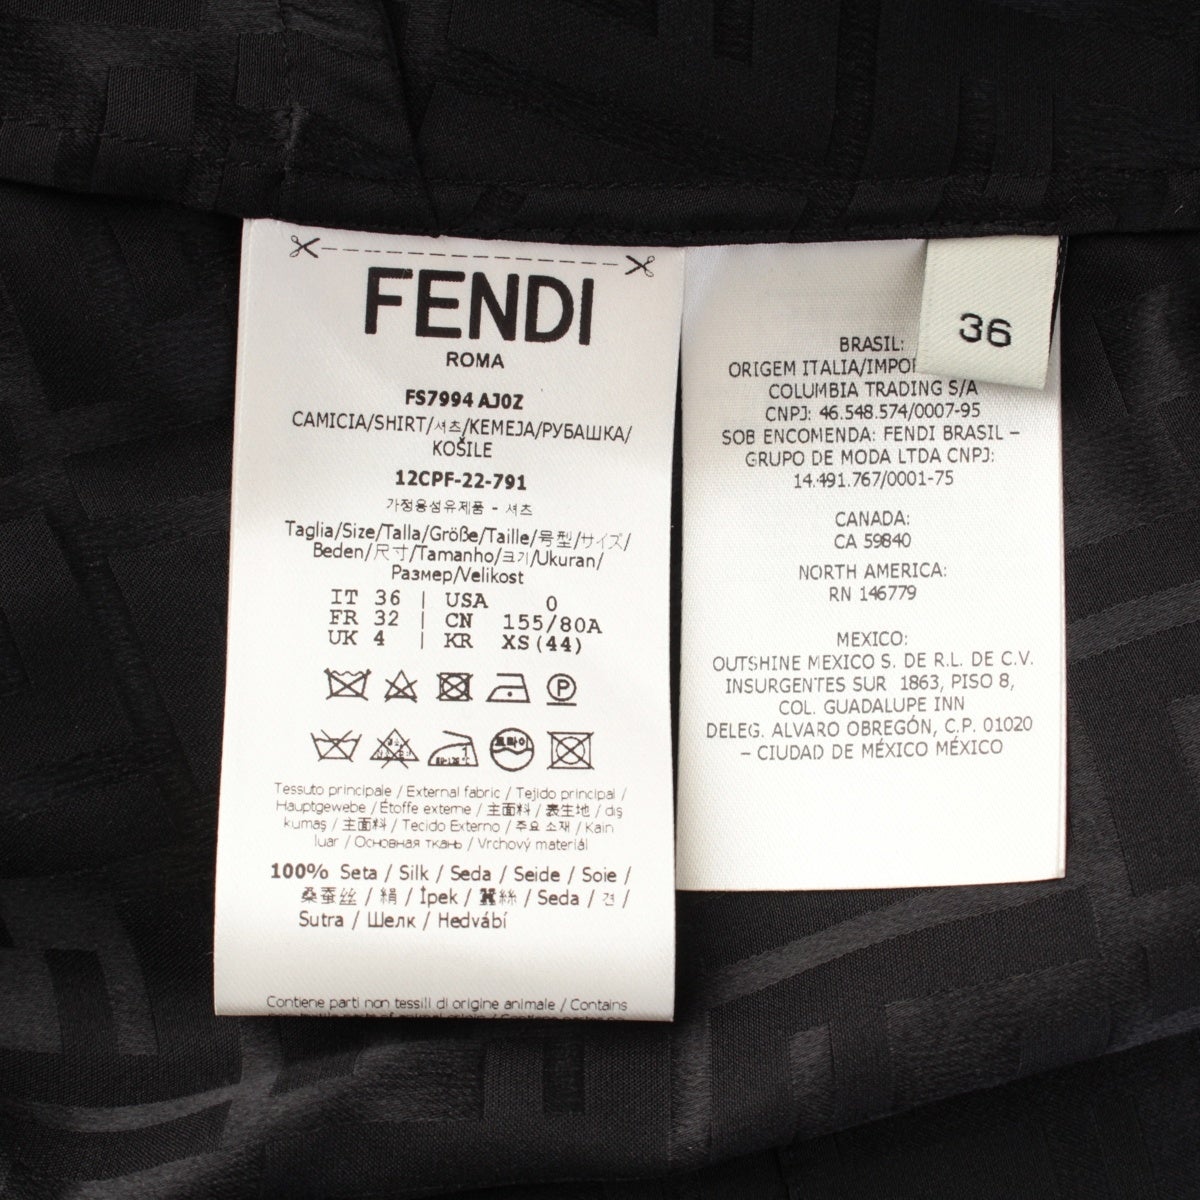 FENDI
ROMA
FS7994 AJ0Z
CAMICIA/SHIRT/셔츠/KEMEJA/РУБАШКА/
KOŠILE
12CPF-22-791
가정용섬유제품 - 셔츠
Taglia/Size/Talla/Größe/Taille/号型/サイズ/
Beden/尺寸/Tamanho/크기/Ukuran/
Размер/Velikost
IT 36 | USA 0
FR 32 | CN 155/80A
UK 4 | KR XS(44)
P
드라이
Tessuto principale / External fabric / Tejido principal /
Hauptgewebe / Étoffe externe / 主面料 / 表生地 / dış
kumaş / 主面料 / Tecido Externo / 주요 소재 / Kain
luar / Основная ткань / Vrchový materiál
100% Seta / Silk / Seda / Seide / Soie /
桑蚕丝 / 絹 / İpek / 絲 / Seda / 견 /
Sutra / Шелк / Hedvábí
Contiene parti non tessili di origine animale / Contains
36
BRASIL:
ORIGEM ITALIA/IMPOR
COLUMBIA TRADING S/A
CNPJ: 46.548.574/0007-95
SOB ENCOMENDA: FENDI BRASIL –
GRUPO DE MODA LTDA CNPJ:
14.491.767/0001-75
CANADA:
CA 59840
NORTH AMERICA:
RN 146779
MEXICO:
OUTSHINE MEXICO S. DE R.L. DE C.V.
INSURGENTES SUR 1863, PISO 8,
COL. GUADALUPE INN
DELEG. ALVARO OBREGÓN, C.P. 01020
– CIUDAD DE MÉXICO MÉXICO